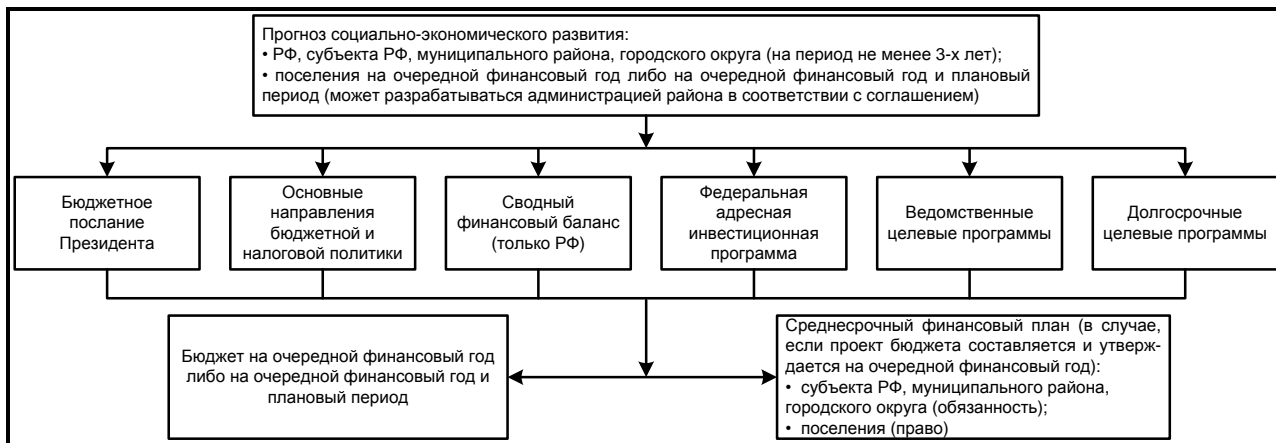 Прогноз социально-экономического развития:
• РФ, субъекта РФ, муниципального района, городского округа (на период не менее 3-х лет);
• поселения на очередной финансовый год либо на очередной финансовый год и плановый
период (может разрабатываться администрацией района в соответствии с соглашением)
Бюджетное
послание
Президента
Основные
направления
бюджетной и
налоговой политики
Сводный
финансовый баланс
(только РФ)
Федеральная
адресная
инвестиционная
программа
Ведомственные
целевые программы
Долгосрочные
целевые программы
Бюджет на очередной финансовый год
либо на очередной финансовый год и
плановый период
Среднесрочный финансовый план (в случае,
если проект бюджета составляется и утверж-
дается на очередной финансовый год):
• субъекта РФ, муниципального района,
городского округа (обязанность);
• поселения (право)